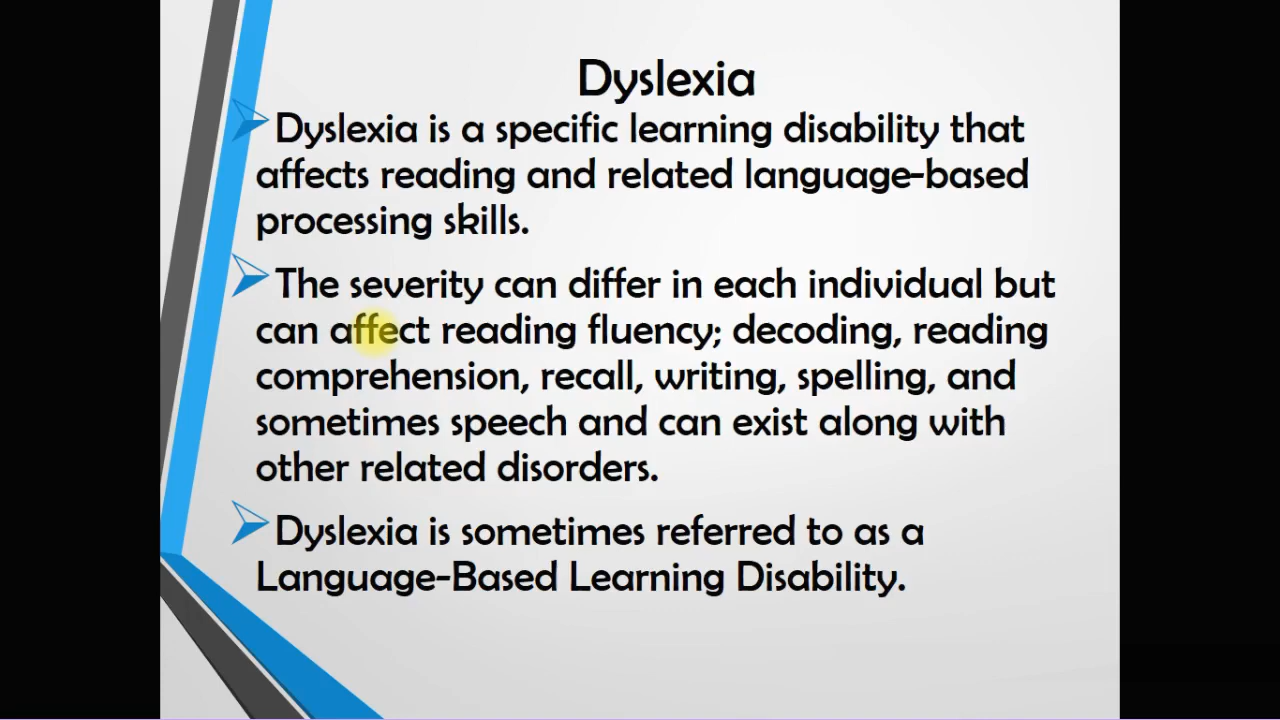 Dyslexia
Dyslexia is a specific learning disability that
affects reading and related language-based
processing skills.
The severity can differ in each individual but
can affect reading fluency; decoding, reading
comprehension, recall, writing, spelling, and
sometimes speech and can exist along with
other related disorders.
Dyslexia is sometimes referred to as a
Language-Based Learning Disability.